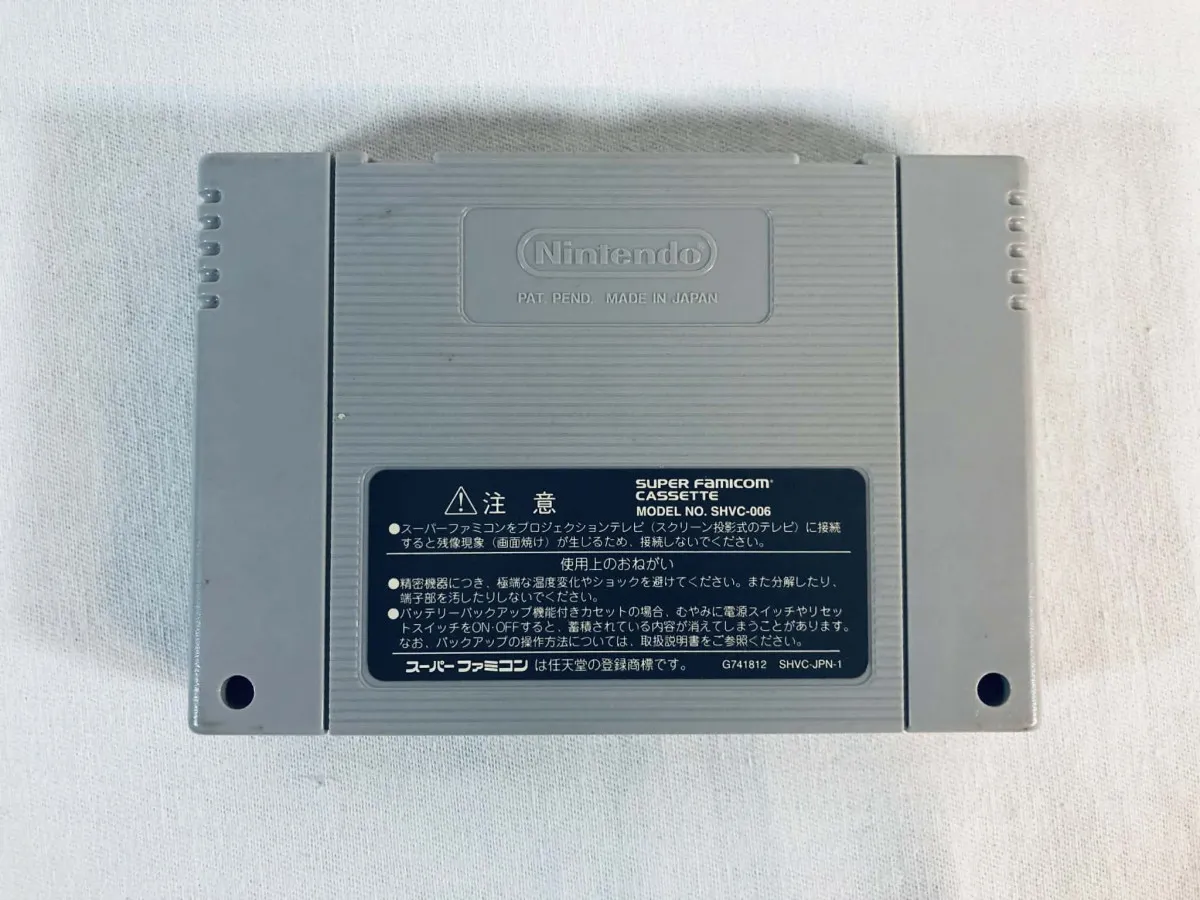 Nintendo
PAT. PEND. MADE IN JAPAN
注意
SUPER FAMICOM
CASSETTE
MODEL NO. SHVC-006
●スーパーファミコンをプロジェクションテレビ（スクリーン投影式のテレビ）に接続
すると残像現象（画面焼け）が生じるため、接続しないでください。
使用上のおねがい
●精密機器につき、極端な温度変化やショックを避けてください。また分解したり、
端子部を汚したりしないでください。
●バッテリーバックアップ機能付きカセットの場合、むやみに電源スイッチやリセッ
トスイッチをON·OFFすると、蓄積されている内容が消えてしまうことがあります。
なお、バックアップの操作方法については、取扱説明書をご参照ください。
スーパーファミコンは任天堂の登録商標です。 G741812 SHVC-JPN-1